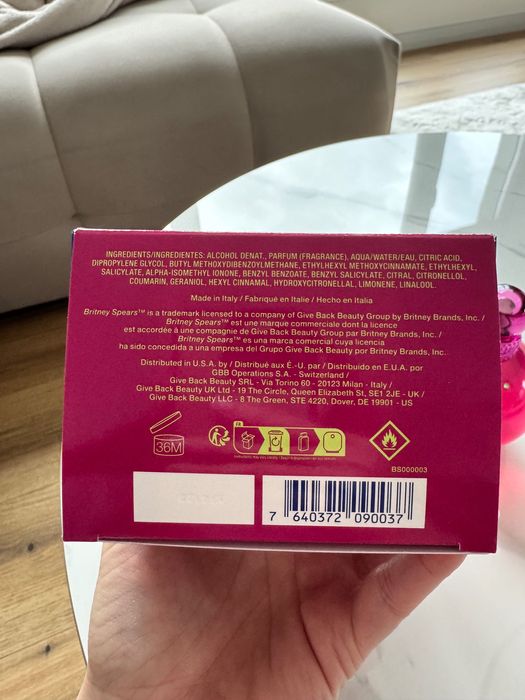 INGREDIENTS/INGREDIENTES: ALCOHOL DENAT., PARFUM (FRAGRANCE), AQUA/WATER/EAU, CITRIC ACID,
DIPROPYLENE GLYCOL, BUTYL METHOXYDIBENZOYLMETHANE, ETHYLHEXYL METHOXYCINNAMATE, ETHYLHEXYL,
SALICYLATE, ALPHA-ISOMETHYL IONONE, BENZYL BENZOATE, BENZYL SALICYLATE, CITRAL, CITRONELLOL,
COUMARIN, GERANIOL, HEXYL CINNAMAL, HYDROXYCITRONELLAL, LIMONENE, LINALOOL.
Made in Italy / Fabriqué en Italie / Hecho en Italia
Britney Spears™ is a trademark licensed to a company of Give Back Beauty Group by Britney Brands, Inc. /
Britney Spears™ est une marque commerciale dont la licence
est accordée à une compagnie de Give Back Beauty Group par Britney Brands, Inc. /
Britney Spears™ es una marca comercial cuya licencia
ha sido concedida a una empresa del Grupo Give Back Beauty por Britney Brands, Inc.
Distributed in U.S.A. by / Distribué aux É.-U. par / Distribuido en E.U.A. por
GBB Operations S.A. - Switzerland /
Give Back Beauty SRL - Via Torino 60 - 20123 Milan - Italy /
Give Back Beauty UK Ltd - 19 The Circle, Queen Elizabeth St, SE1 2JE - UK /
Give Back Beauty LLC - 8 The Green, STE 4220, Dover, DE 19901 - US
36M
FR
BS000003
7 640372 090037